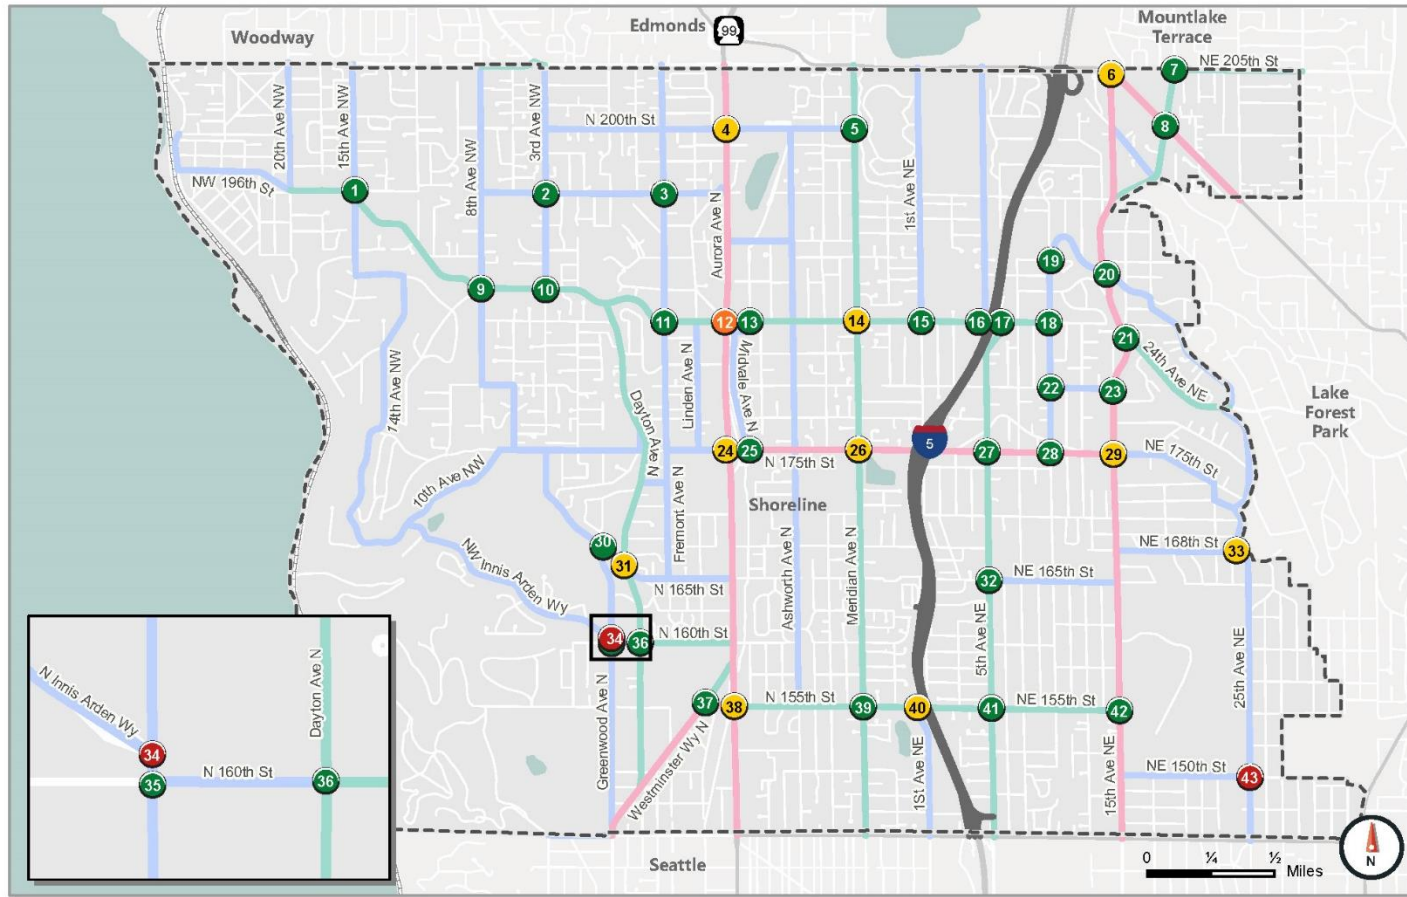 Woodway
Edmonds
99
Mountlake
Terrace
6
7
NE 205th St
20th Ave NW
15th Ave NW
8th Ave NW
3rd Ave NW
N 200th St
4
5
8
1st Ave NE
NW 196th St
1
2
3
Aurora Ave N
9
10
19
20
11
12
13
14
15
16
17
18
21
24th Ave NE
14th Ave NW
Dayton Ave N
Linden Ave N
Midvale Ave N
22
23
Lake
Forest
Park
5
24
25
N 175th St
26
27
28
29
NE 175th St
10th Ave NW
Shoreline
Fremont Ave N
Ashworth Ave N
Meridian Ave N
30
31
NW Innis Arden Wy
N 165th St
32
NE 165th St
NE 168th St
33
34
36
N 160th St
5th Ave NE
25th Ave NE
Greenwood Ave N
Westminster Wy N
37
38
N 155th St
39
40
41
NE 155th St
42
1St Ave NE
15th Ave NE
NE 150th St
43
N Innis Arden Wy
Dayton Ave N
34
35
N 160th St
36
Seattle
0
¼
½
Miles
N